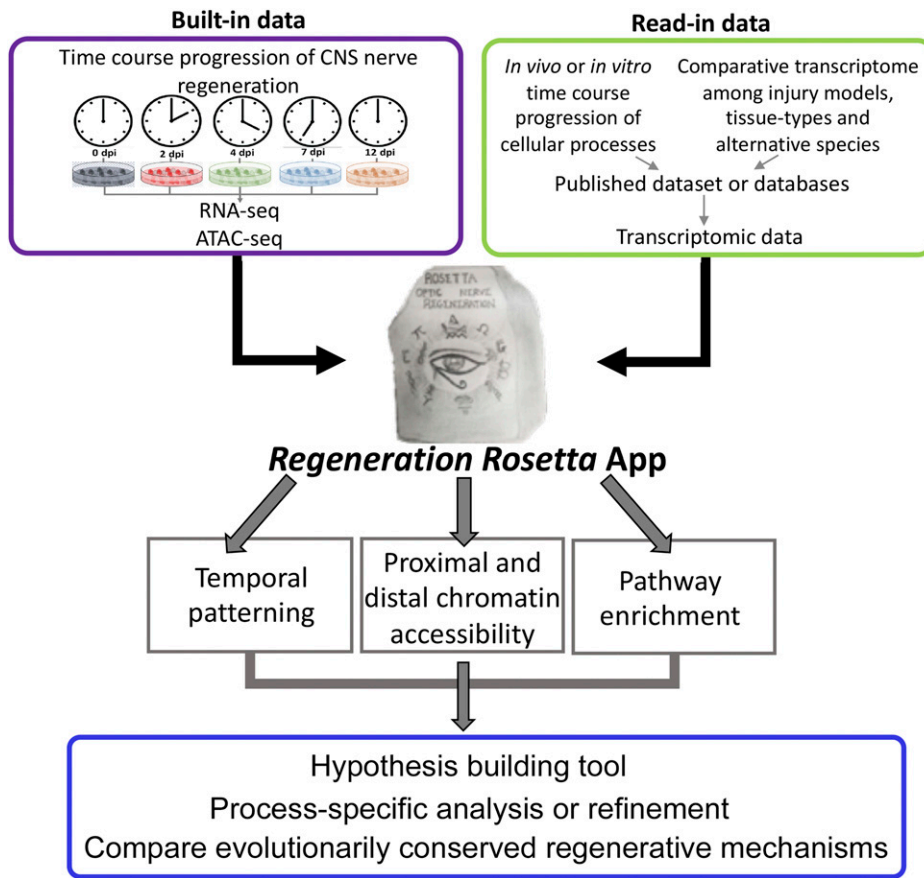 Built-in data
Time course progression of CNS nerve
regeneration
0 dpi
2 dpi
4 dpi
7 dpi
12 dpi
RNA-seq
ATAC-seq
Read-in data
In vivo or in vitro
time course
progression of
cellular processes
Comparative transcriptome
among injury models,
tissue-types and
alternative species
Published dataset or databases
Transcriptomic data
ROSETTA
OPTIC NERVE
REGENERATION
Regeneration Rosetta App
Temporal
patterning
Proximal and
distal chromatin
accessibility
Pathway
enrichment
Hypothesis building tool
Process-specific analysis or refinement
Compare evolutionarily conserved regenerative mechanisms